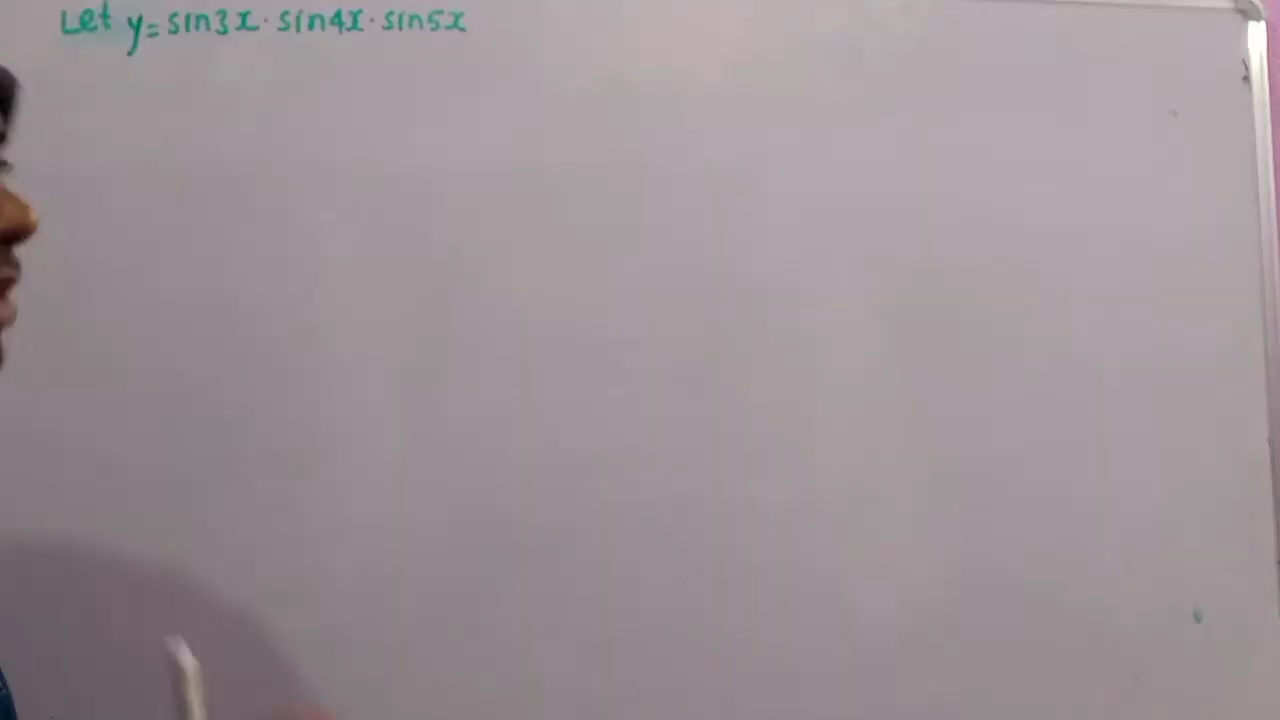 Let y = sin3x · sin4x · sin5x